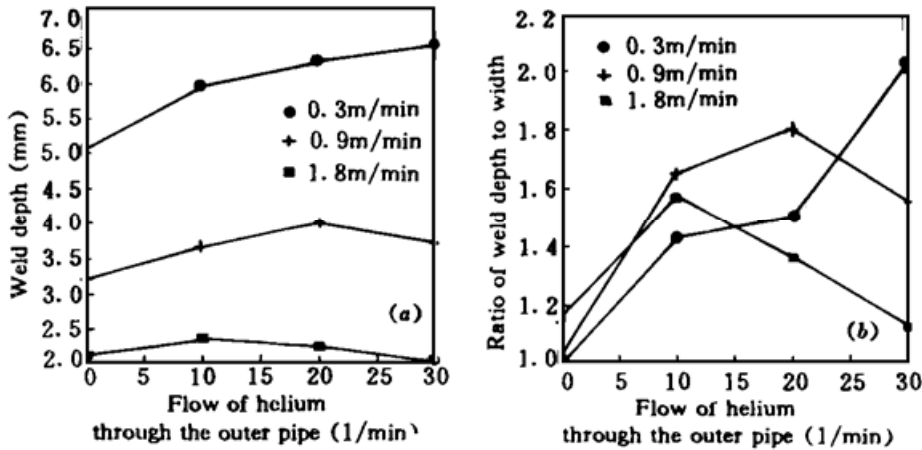 7.0
6.5
6.0
5.5
5.0
4.5
4.0
3.5
3.0
2.5
2.0
Weld depth (mm)
0.3m/min
0.9m/min
1.8m/min
(a)
0 5 10 15 20 25 30
Flow of helium
through the outer pipe (1/min)
2.2
2.0
1.8
1.6
1.4
1.2
1.0
Ratio of weld depth to width
0.3m/min
0.9m/min
1.8m/min
(b)
0 5 10 15 20 25 30
Flow of helium
through the outer pipe (1/min)